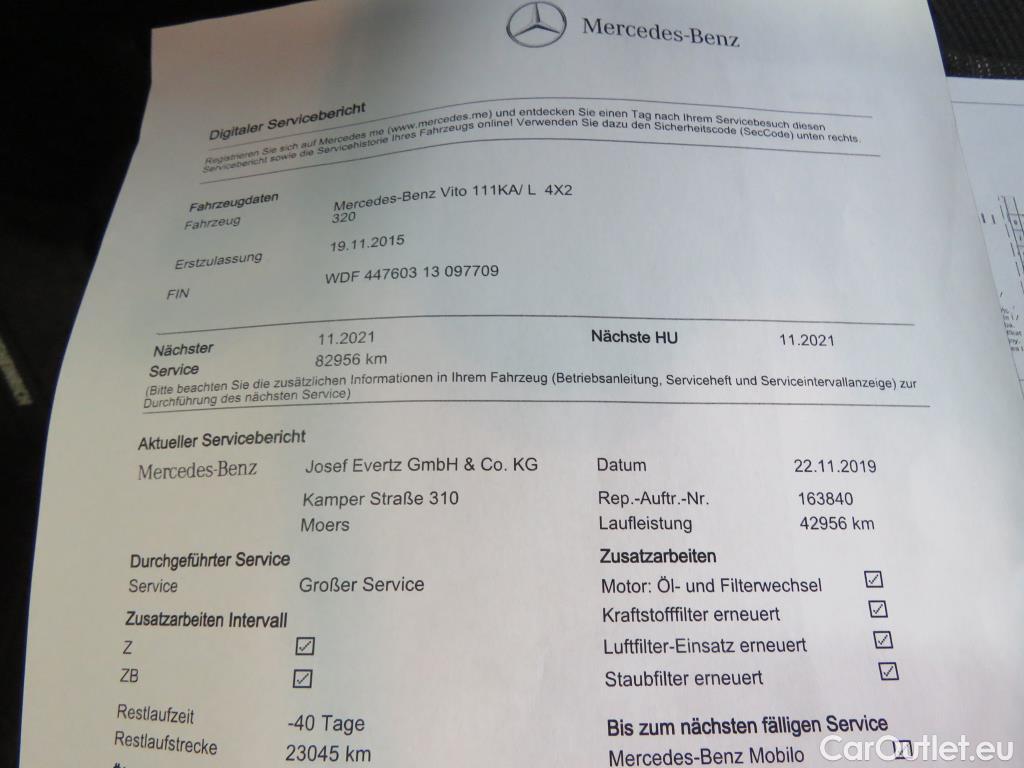 Mercedes-Benz
Digitaler Servicebericht
Registrieren Sie sich auf Mercedes me (www.mercedes.me) und entdecken Sie einen Tag nach Ihrem Servicebesuch diesen
Servicebericht sowie die Servicehistorie Ihres Fahrzeugs online! Verwenden Sie dazu den Sicherheitscode (SecCode) unten rechts.
Fahrzeugdaten
Fahrzeug Mercedes-Benz Vito 111KA/ L 4X2
320
Erstzulassung 19.11.2015
FIN WDF 447603 13 097709
Nächster 11.2021 Nächste HU 11.2021
Service 82956 km
(Bitte beachten Sie die zusätzlichen Informationen in Ihrem Fahrzeug (Betriebsanleitung, Serviceheft und Serviceintervallanzeige) zur
Durchführung des nächsten Service)
Aktueller Servicebericht
Mercedes-Benz Josef Evertz GmbH & Co. KG Datum 22.11.2019
Kamper Straße 310 Rep.-Auftr.-Nr. 163840
Moers Laufleistung 42956 km
Durchgeführter Service Zusatzarbeiten
Service Großer Service Motor: Öl- und Filterwechsel
Zusatzarbeiten Intervall Kraftstofffilter erneuert
Z Luftfilter-Einsatz erneuert
ZB Staubfilter erneuert
Restlaufzeit -40 Tage Bis zum nächsten fälligen Service
Restlaufstrecke 23045 km Mercedes-Benz Mobilo
CarOutlet.eu